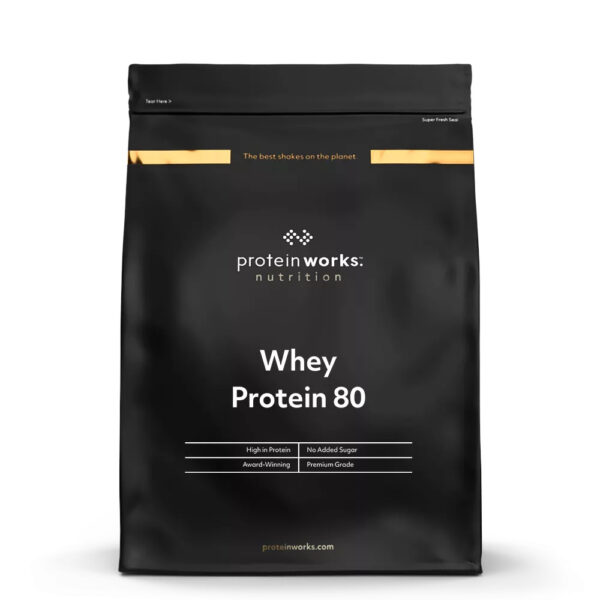 Tear Here >
Super Fresh Seal
The best shakes on the planet
protein works™
nutrition
Whey
Protein 80
High in Protein
No Added Sugar
Award-Winning
Premium Grade
proteinworks.com